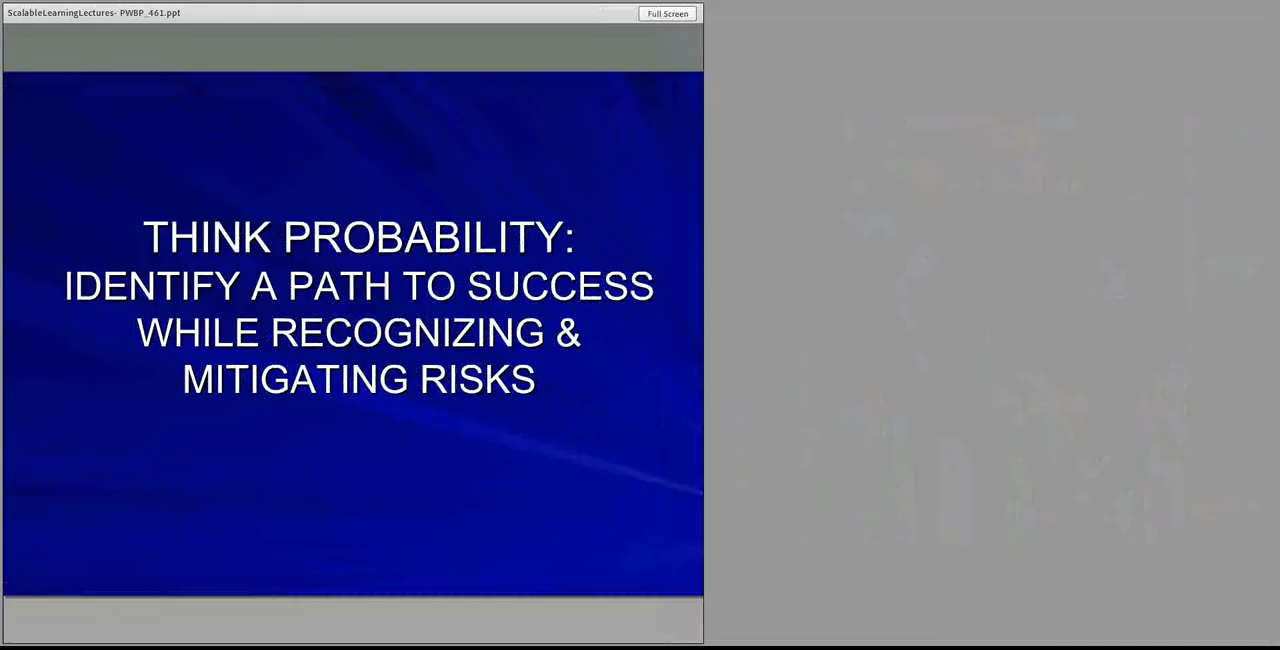 ScalableLearningLectures- PWBP_461.ppt
Full Screen
THINK PROBABILITY:
IDENTIFY A PATH TO SUCCESS
WHILE RECOGNIZING &
MITIGATING RISKS